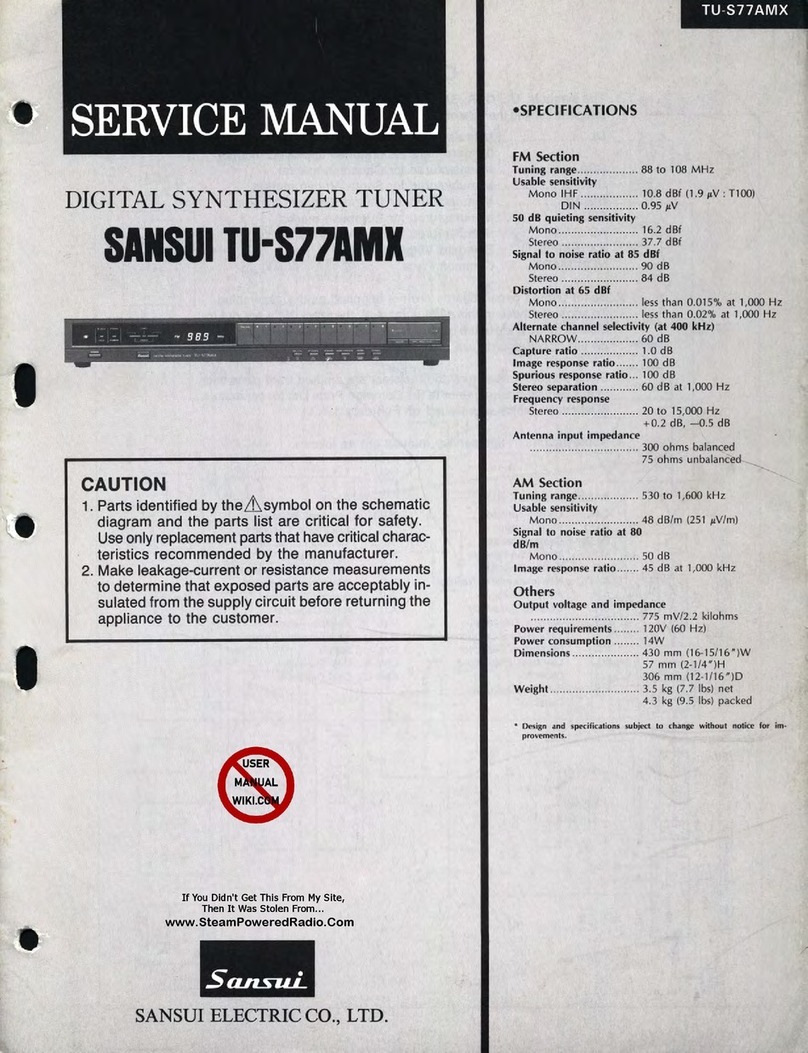 TU-S77AMX
SERVICE MANUAL
DIGITAL SYNTHESIZER TUNER
SANSUI TU-S77AMX
989
CAUTION
1. Parts identified by the ⚠ symbol on the schematic
diagram and the parts list are critical for safety.
Use only replacement parts that have critical charac-
teristics recommended by the manufacturer.
2. Make leakage-current or resistance measurements
to determine that exposed parts are acceptably in-
sulated from the supply circuit before returning the
appliance to the customer.
USER
MANUAL
WIKI.COM
If You Didn't Get This From My Site,
Then It Was Stolen From...
www.SteamPoweredRadio.Com
Sansui
SANSUI ELECTRIC CO., LTD.
•SPECIFICATIONS
FM Section
Tuning range................... 88 to 108 MHz
Usable sensitivity
Mono IHF .................. 10.8 dBf (1.9 μV : T100)
DIN ................. 0.95 μV
50 dB quieting sensitivity
Mono......................... 16.2 dBf
Stereo ........................ 37.7 dBf
Signal to noise ratio at 85 dBf
Mono......................... 90 dB
Stereo ........................ 84 dB
Distortion at 65 dBf
Mono......................... less than 0.015% at 1,000 Hz
Stereo ........................ less than 0.02% at 1,000 Hz
Alternate channel selectivity (at 400 kHz)
NARROW................... 60 dB
Capture ratio .................. 1.0 dB
Image response ratio....... 100 dB
Spurious response ratio... 100 dB
Stereo separation ............ 60 dB at 1,000 Hz
Frequency response
Stereo ........................ 20 to 15,000 Hz
+0.2 dB, —0.5 dB
Antenna input impedance
.................................. 300 ohms balanced
75 ohms unbalanced
AM Section
Tuning range................... 530 to 1,600 kHz
Usable sensitivity
Mono......................... 48 dB/m (251 μV/m)
Signal to noise ratio at 80
dB/m
Mono......................... 50 dB
Image response ratio....... 45 dB at 1,000 kHz
Others
Output voltage and impedance
.................................. 775 mV/2.2 kilohms
Power requirements........ 120V (60 Hz)
Power consumption ........ 14W
Dimensions..................... 430 mm (16-15/16")W
57 mm (2-1/4")H
306 mm (12-1/16")D
Weight............................ 3.5 kg (7.7 lbs) net
4.3 kg (9.5 lbs) packed
* Design and specifications subject to change without notice for im-
provements.